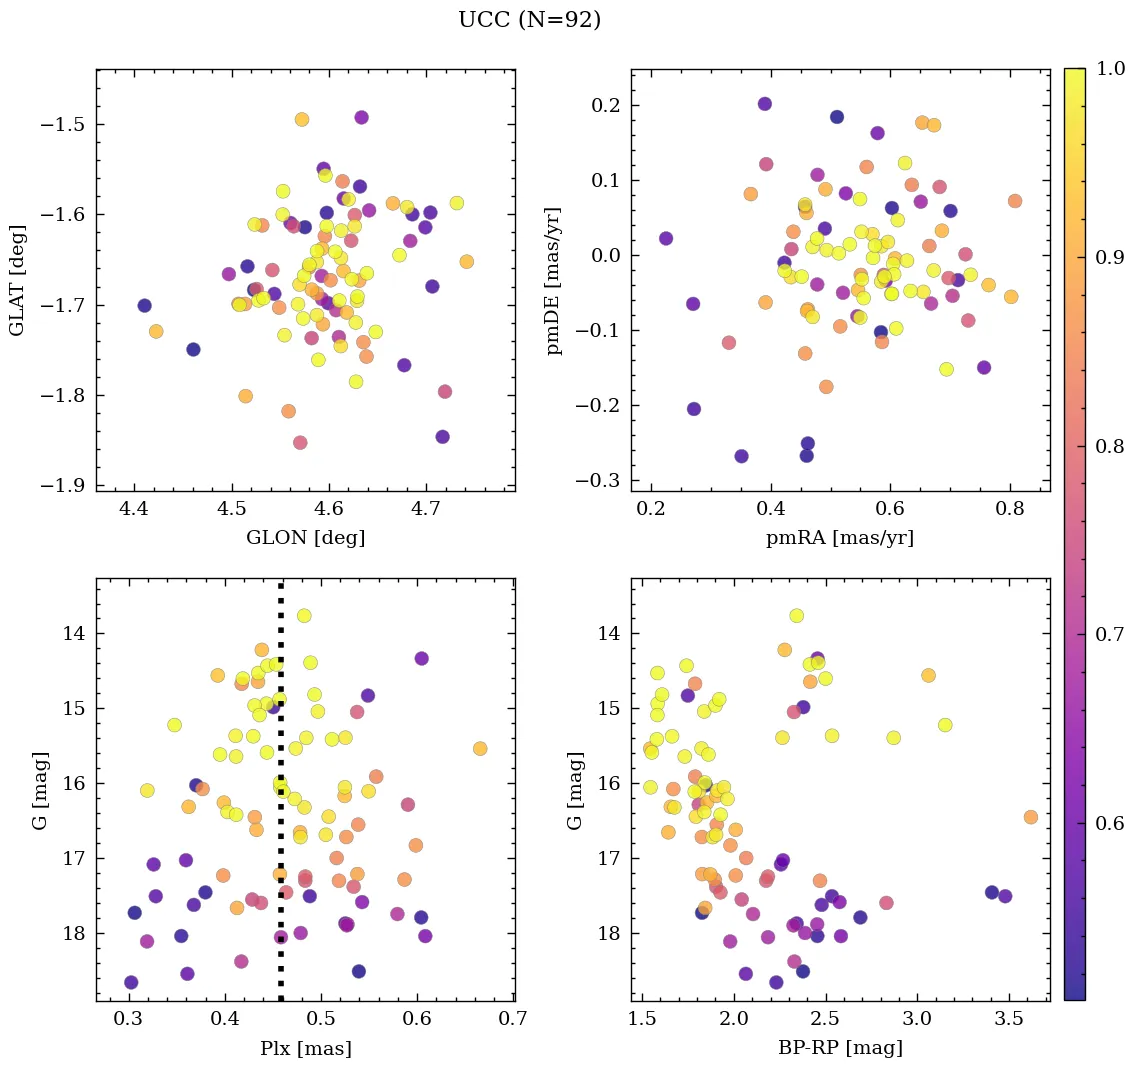 UCC (N=92)
−1.5
−1.6
−1.7
−1.8
−1.9
GLAT [deg]
4.4 4.5 4.6 4.7
GLON [deg]
0.2
0.1
0.0
−0.1
−0.2
−0.3
pmDE [mas/yr]
0.2 0.4 0.6 0.8
pmRA [mas/yr]
14
15
16
17
18
G [mag]
0.3 0.4 0.5 0.6 0.7
Plx [mas]
14
15
16
17
18
G [mag]
1.5 2.0 2.5 3.0 3.5
BP-RP [mag]
1.0
0.9
0.8
0.7
0.6